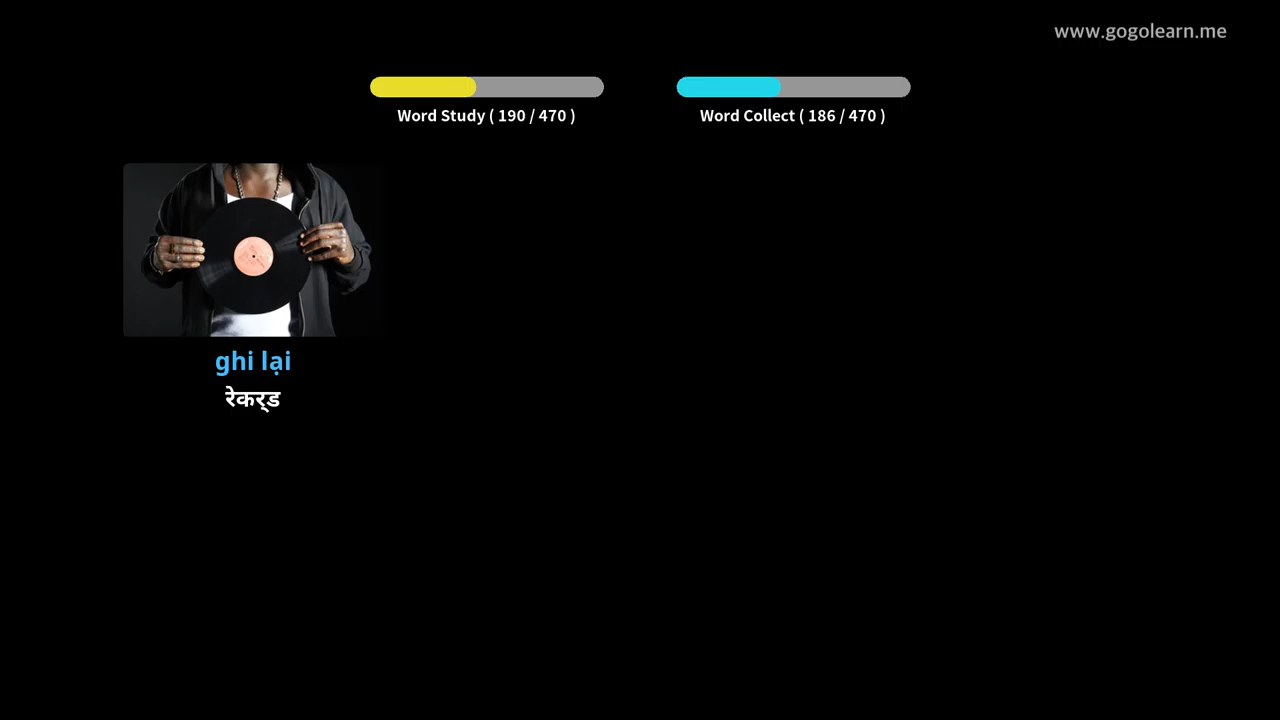 www.gogolearn.me
Word Study ( 190 / 470 )
Word Collect ( 186 / 470 )
ghi lại
रेकर्ड